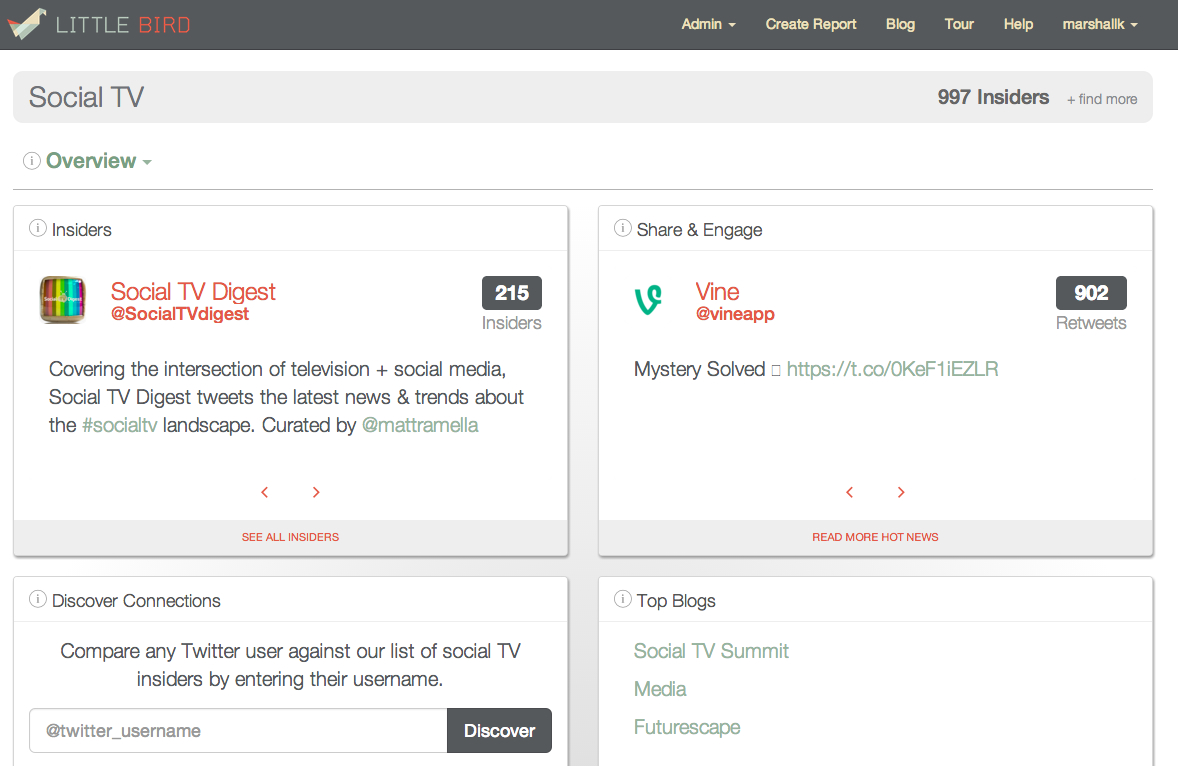 LITTLE BIRD
Admin
Create Report
Blog
Tour
Help
marshallk
Social TV
997 Insiders
+ find more
Overview
Insiders
Social TV Digest
@SocialTVdigest
215
Insiders
Covering the intersection of television + social media,
Social TV Digest tweets the latest news & trends about
the #socialtv landscape. Curated by @mattramella
SEE ALL INSIDERS
Share & Engage
Vine
@vineapp
902
Retweets
Mystery Solved https://t.co/0KeF1iEZLR
READ MORE HOT NEWS
Discover Connections
Compare any Twitter user against our list of social TV
insiders by entering their username.
@twitter_username
Discover
Top Blogs
Social TV Summit
Media
Futurescape